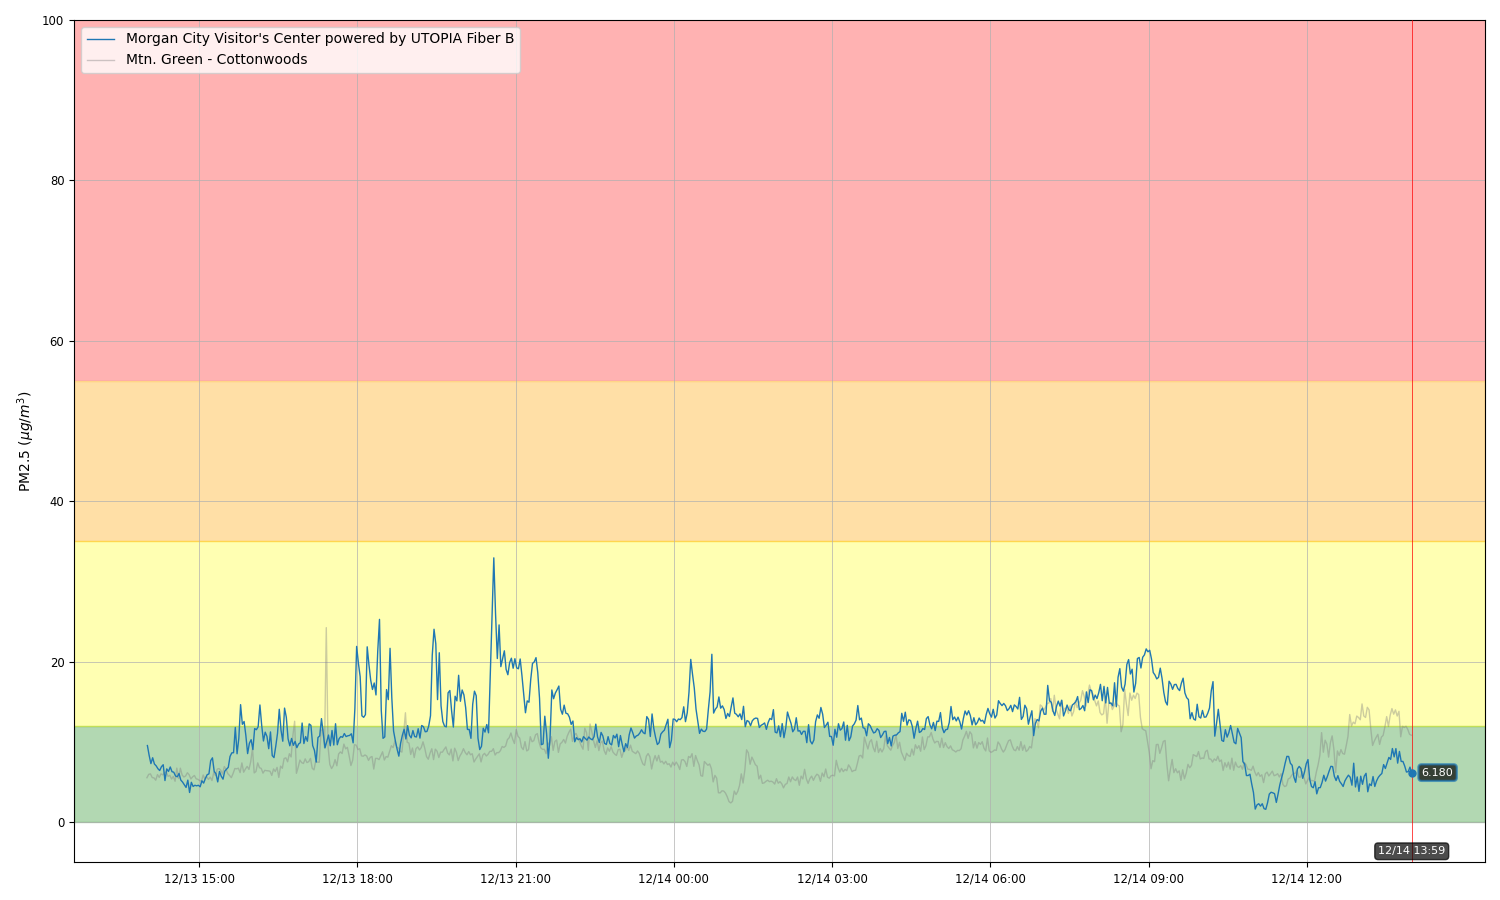 100
Morgan City Visitor's Center powered by UTOPIA Fiber B
Mtn. Green - Cottonwoods
80
60
PM2.5 (μg/m³)
40
20
6.180
0
12/14 13:59
12/13 15:00 12/13 18:00 12/13 21:00 12/14 00:00 12/14 03:00 12/14 06:00 12/14 09:00 12/14 12:00